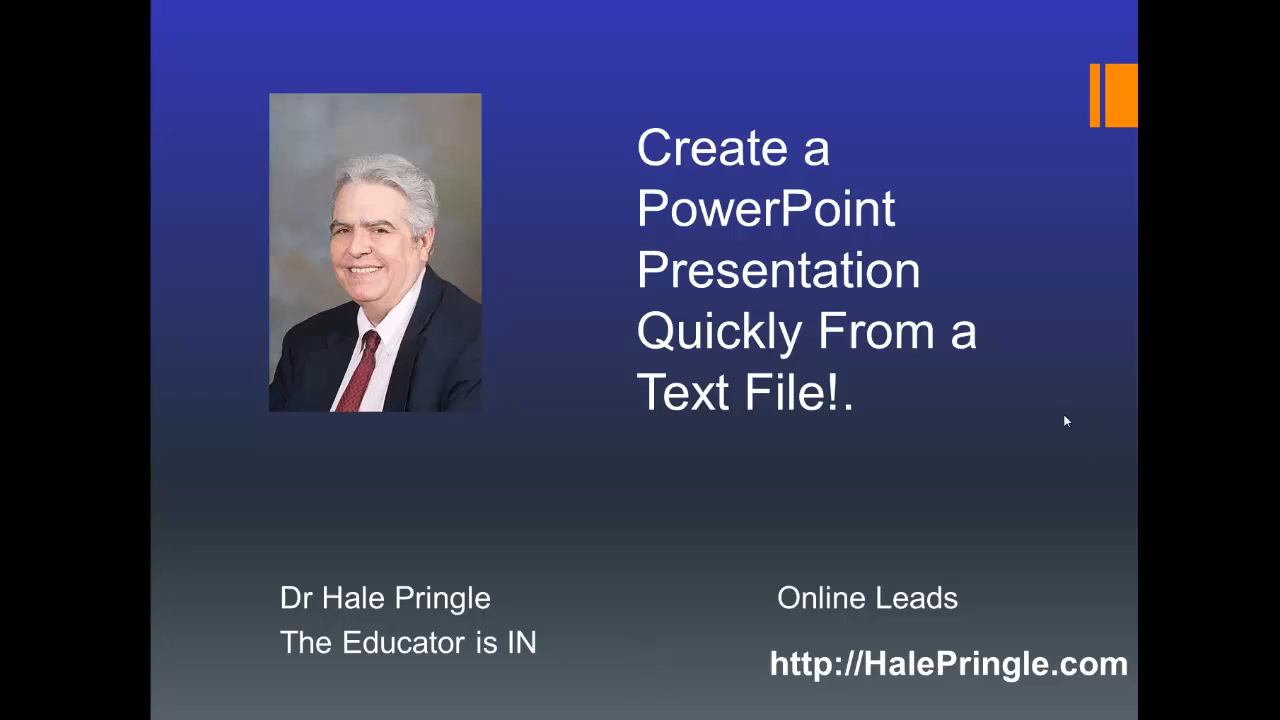 Create a
PowerPoint
Presentation
Quickly From a
Text File!.
Dr Hale Pringle
The Educator is IN
Online Leads
http://HalePringle.com